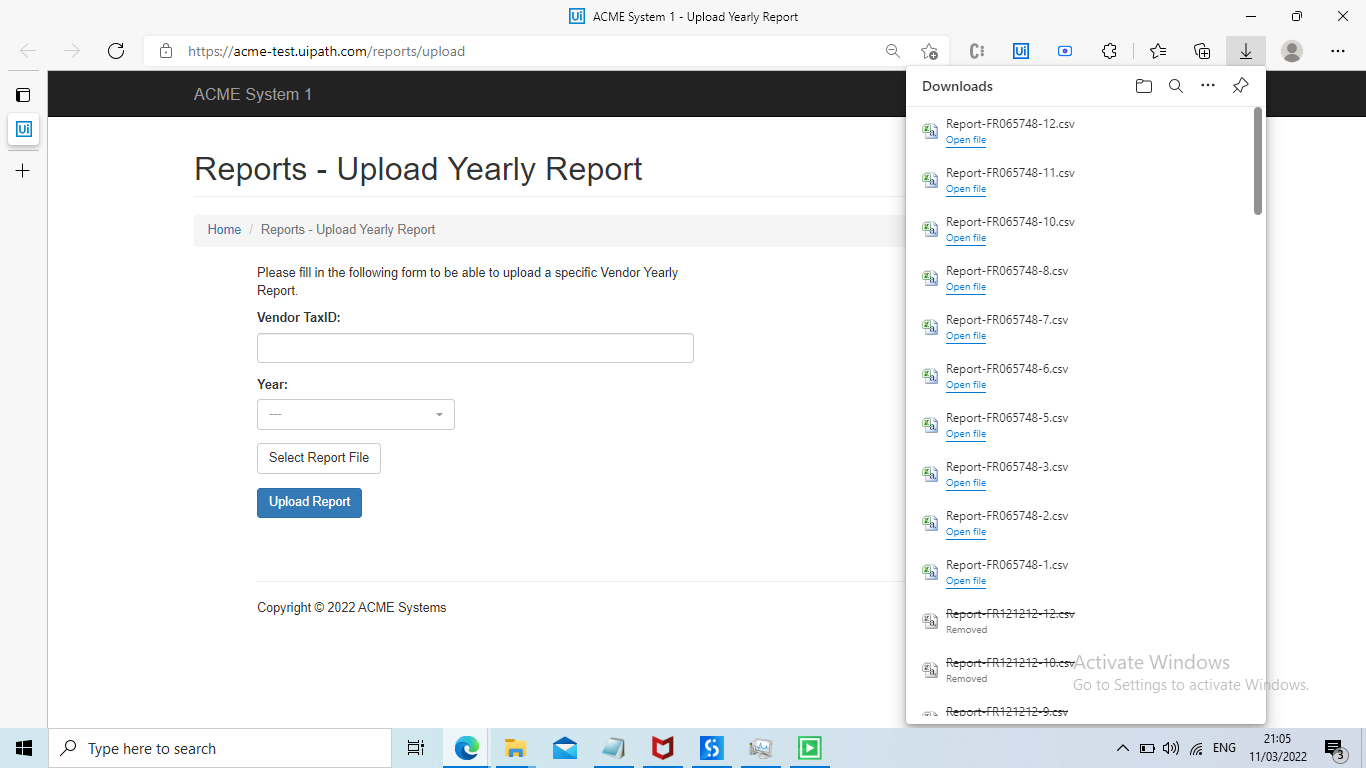 ACME System 1 - Upload Yearly Report
https://acme-test.uipath.com/reports/upload
ACME System 1
Reports - Upload Yearly Report
Home / Reports - Upload Yearly Report
Please fill in the following form to be able to upload a specific Vendor Yearly
Report.
Vendor TaxID:
Year:
---
Select Report File
Upload Report
Copyright © 2022 ACME Systems
Downloads
Report-FR065748-12.csv
Open file
Report-FR065748-11.csv
Open file
Report-FR065748-10.csv
Open file
Report-FR065748-8.csv
Open file
Report-FR065748-7.csv
Open file
Report-FR065748-6.csv
Open file
Report-FR065748-5.csv
Open file
Report-FR065748-3.csv
Open file
Report-FR065748-2.csv
Open file
Report-FR065748-1.csv
Open file
Report-FR121212-12.csv
Removed
Report-FR121212-10.csv
Removed
Report-FR121212-9.csv
Activate Windows
Go to Settings to activate Windows.
Type here to search
ENG
21:05
11/03/2022
3